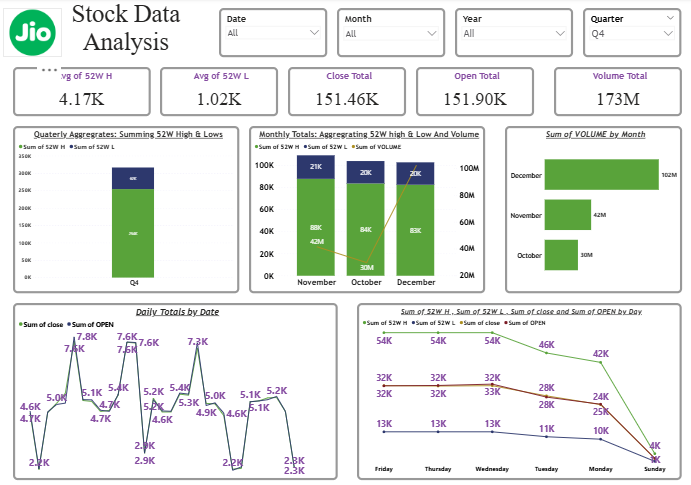 Jio
Stock Data
Analysis
Date
All
Month
All
Year
All
Quarter
Q4
vg of 52W H
4.17K
Avg of 52W L
1.02K
Close Total
151.46K
Open Total
151.90K
Volume Total
173M
Quaterly Aggregrates: Summing 52W High & Lows
Sum of 52W H Sum of 52W L
350K
300K
250K
200K
150K
100K
50K
0K
Q4
Monthly Totals: Aggregrating 52W high & Low And Volume
Sum of 52W H Sum of 52W L Sum of VOLUME
100K
80K
60K
40K
20K
0K
21K
20K
20K
88K
84K
83K
42M
30M
100M
80M
60M
40M
20M
November October December
Sum of VOLUME by Month
December
102M
November
42M
October
30M
Daily Totals by Date
Sum of close Sum of OPEN
4.6K
4.7K
2.2K
5.0K
7.8K
5.1K
4.7K
4.7K
5.4K
7.6K
7.6K
7.6K
2.9K
2.9K
5.2K
5.2K
4.6K
5.4K
5.3K
7.3K
4.9K
5.0K
4.6K
2.2K
5.1K
5.1K
5.2K
2.3K
2.3K
Sum of 52W H , Sum of 52W L , Sum of close and Sum of OPEN by Day
Sum of 52W H Sum of 52W L Sum of close Sum of OPEN
54K 54K 54K 46K 42K 4K
32K 32K 32K 28K 24K
32K 32K 33K 28K 25K
13K 13K 13K 11K 10K
Friday Thursday Wednesday Tuesday Monday Sunday